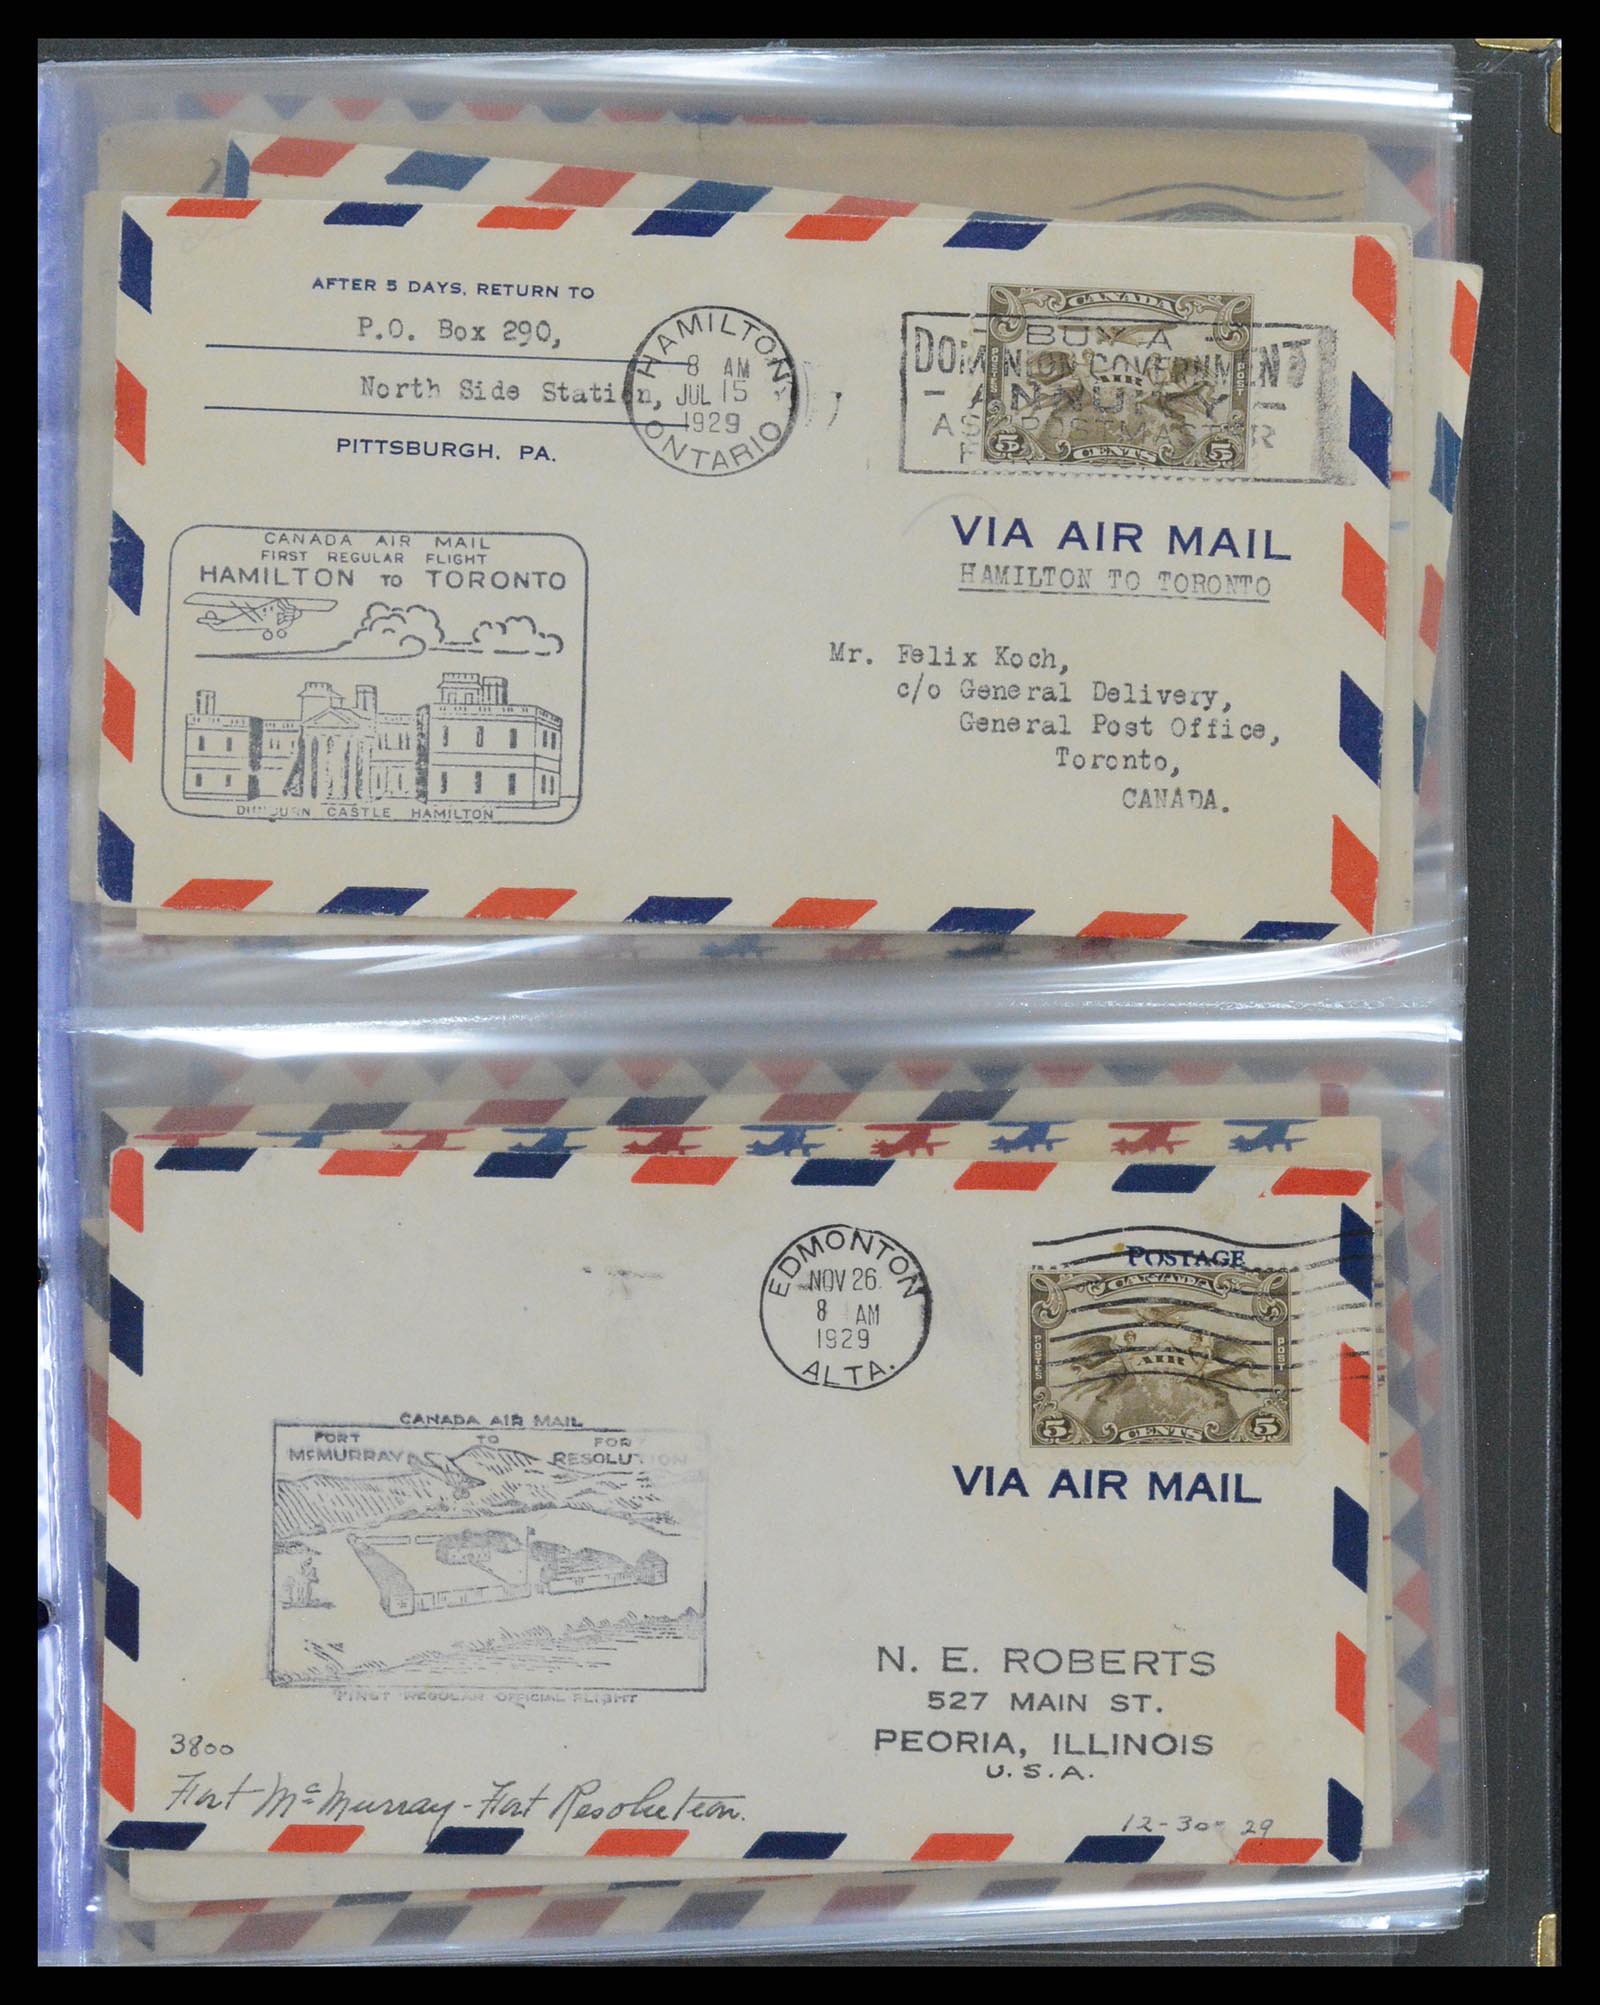 AFTER 5 DAYS, RETURN TO
P.O. Box 290,
North Side Station,
PITTSBURGH, PA.
HAMILTON
8 AM
JUL 15
1929
ONTARIO
CANADA
BUY A
DOMINION GOVERNMENT
POSTES AIR POST
- ANNUITY -
ASK POSTMASTER
5 CENTS 5
CANADA AIR MAIL
FIRST REGULAR FLIGHT
HAMILTON TO TORONTO
DUNDURN CASTLE HAMILTON
VIA AIR MAIL
HAMILTON TO TORONTO
Mr. Felix Koch,
c/o General Delivery,
General Post Office,
Toronto,
CANADA.
EDMONTON
NOV 26
8 AM
1929
ALTA.
POSTAGE
CANADA
POSTES AIR POST
5 CENTS 5
VIA AIR MAIL
CANADA AIR MAIL
FORT TO FORT
McMURRAY RESOLUTION
FIRST REGULAR OFFICIAL FLIGHT
N. E. ROBERTS
527 MAIN ST.
PEORIA, ILLINOIS
U.S.A.
3800
Fort McMurray - Fort Resolution.
12-30-29